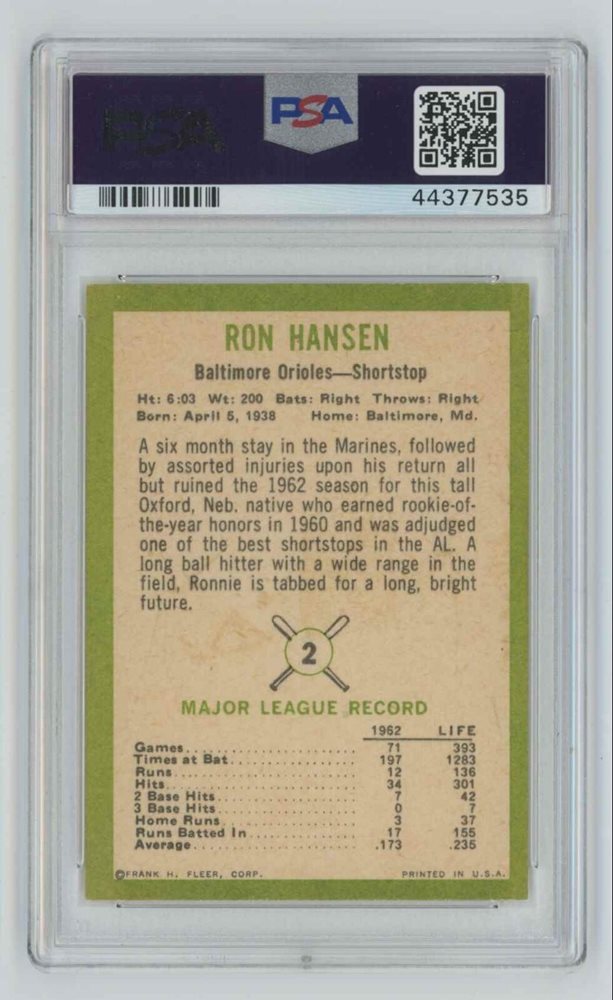 PSA
PSA
44377535
RON HANSEN
Baltimore Orioles—Shortstop
Ht: 6:03 Wt: 200 Bats: Right Throws: Right
Born: April 5, 1938 Home: Baltimore, Md.
A six month stay in the Marines, followed
by assorted injuries upon his return all
but ruined the 1962 season for this tall
Oxford, Neb. native who earned rookie-of-
the-year honors in 1960 and was adjudged
one of the best shortstops in the AL. A
long ball hitter with a wide range in the
field, Ronnie is tabbed for a long, bright
future.
2
MAJOR LEAGUE RECORD
1962 LIFE
Games 71 393
Times at Bat 197 1283
Runs 12 136
Hits 34 301
2 Base Hits 7 42
3 Base Hits 0 7
Home Runs 3 37
Runs Batted In 17 155
Average .173 .235
©FRANK H. FLEER, CORP. PRINTED IN U.S.A.